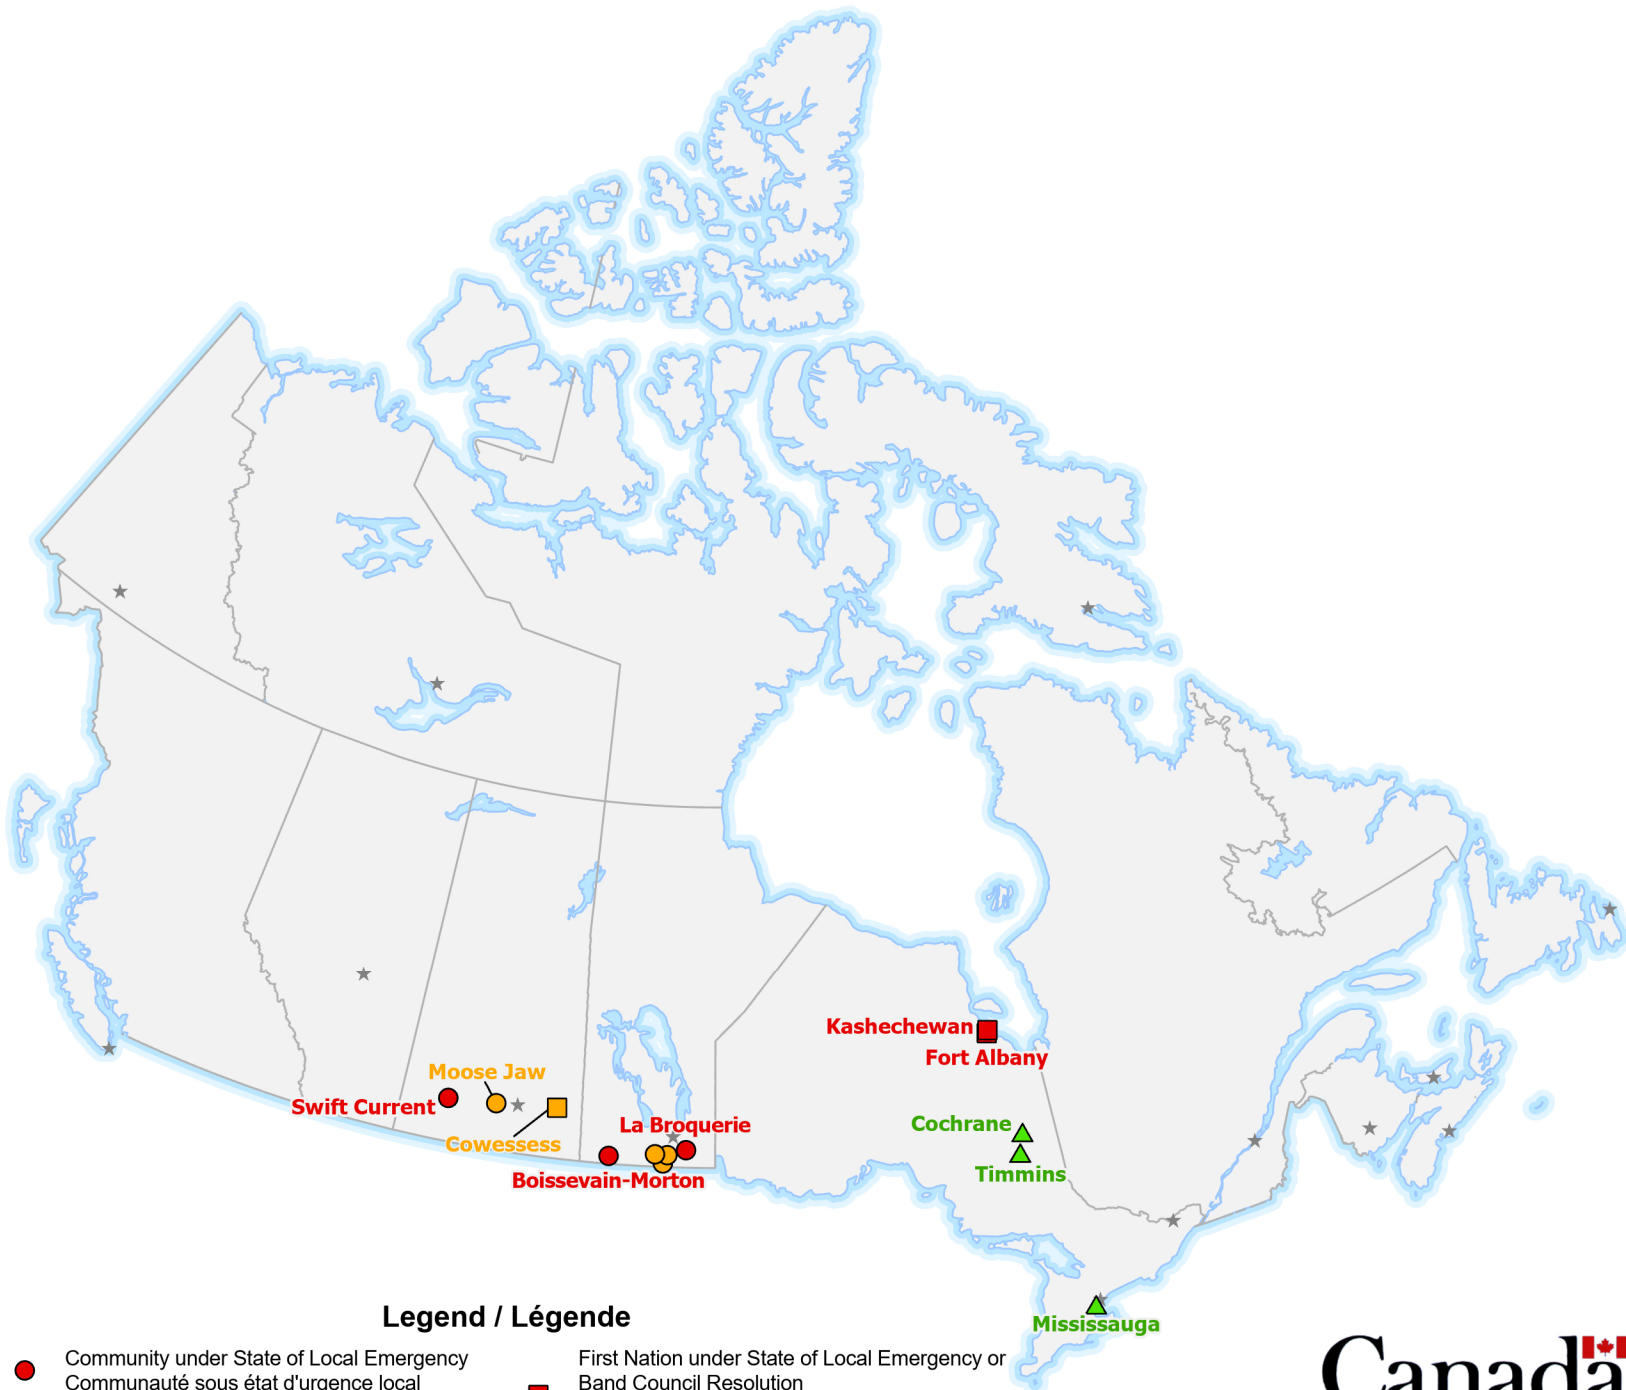 Kashechewan
Fort Albany
Moose Jaw
Swift Current
Cowessess
La Broquerie
Boissevain-Morton
Cochrane
Timmins
Mississauga
Legend / Légende
Community under State of Local Emergency
Communauté sous état d'urgence local
First Nation under State of Local Emergency or
Band Council Resolution
Canada